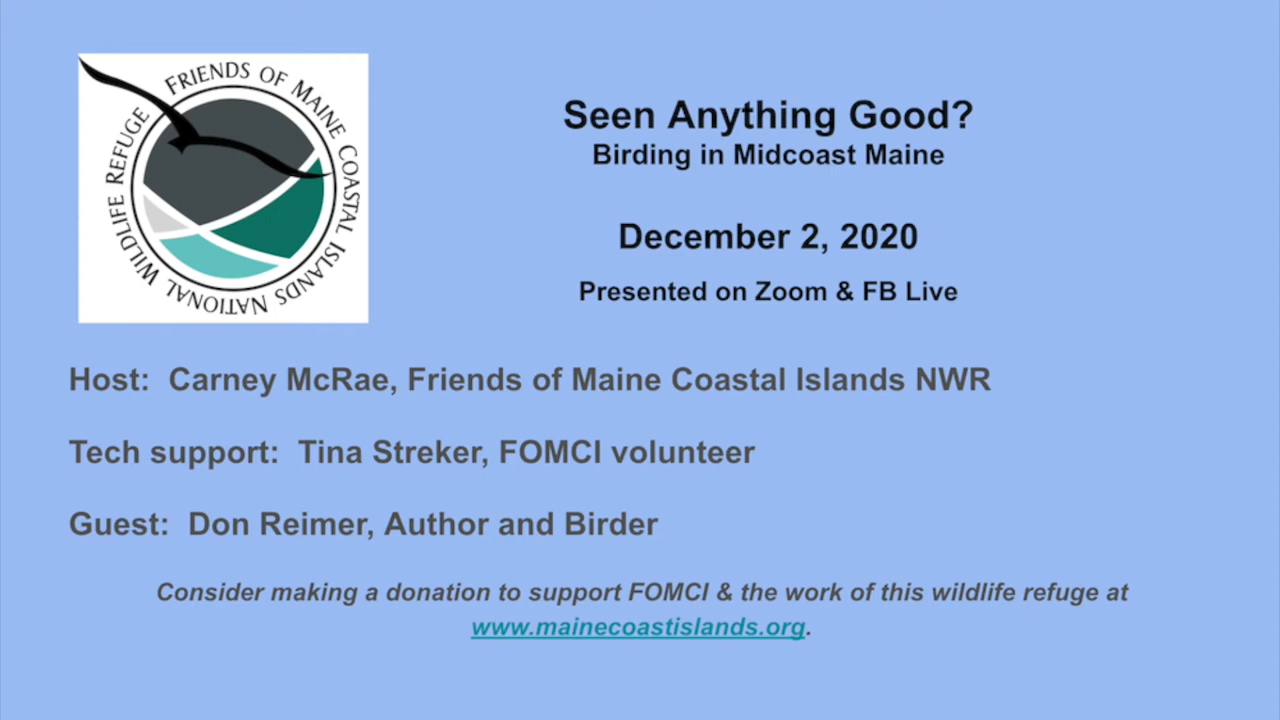 FRIENDS OF MAINE COASTAL ISLANDS NATIONAL WILDLIFE REFUGE
Seen Anything Good?
Birding in Midcoast Maine
December 2, 2020
Presented on Zoom & FB Live
Host: Carney McRae, Friends of Maine Coastal Islands NWR
Tech support: Tina Streker, FOMCI volunteer
Guest: Don Reimer, Author and Birder
Consider making a donation to support FOMCI & the work of this wildlife refuge at
www.mainecoastislands.org.